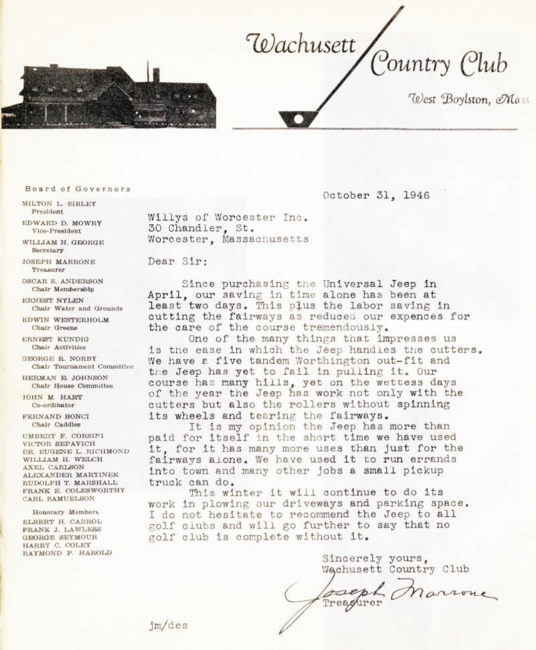 Wachusett
Country Club
West Boylston, Mass
Board of Governors
MILTON L. SIBLEY
President
EDWARD D. MOWRY
Vice-President
WILLIAM H. GEORGE
Secretary
JOSEPH MARRONE
Treasurer
OSCAR S. ANDERSON
Chair Membership
ERNEST NYLEN
Chair Water and Grounds
EDWIN WESTERHOLM
Chair Greens
ERNEST KUNDIG
Chair Activities
GEORGE R. NORBY
Chair Tournament Committee
HERMAN E. JOHNSON
Chair House Committee
JOHN M. HART
Co-ordinator
FERNAND BONCI
Chair Caddies
UMBERT F. CORSINI
VICTOR SEPAVICH
DR. EUGENE L. RICHMOND
WILLIAM H. WELCH
AXEL CARLSON
ALEXANDER MARTINEK
RUDOLPH T. MARSHALL
FRANK E. COLESWORTHY
CARL SAMUELSON
Honorary Members
ELBERT H. CARROL
FRANK J. LAWLESS
GEORGE SEYMOUR
HARRY C. COLEY
RAYMOND P. HAROLD
October 31, 1946
Willys of Worcester Inc.
30 Chandler, St.
Worcester, Massachusetts
Dear Sir:
Since purchasing the Universal Jeep in
April, our saving in time alone has been at
least two days. This plus the labor saving in
cutting the fairways as reduced our expences for
the care of the course tremendously.
One of the many things that impresses us
is the ease in which the Jeep handles the cutters.
We have a five tandem Worthington out-fit and
the Jeep has yet to fail in pulling it. Our
course has many hills, yet on the wettess days
of the year the Jeep has work not only with the
cutters but also the rollers without spinning
its wheels and tearing the fairways.
It is my opinion the Jeep has more than
paid for itself in the short time we have used
it, for it has many more uses than just for the
fairways alone. We have used it to run errands
into town and many other jobs a small pickup
truck can do.
This winter it will continue to do its
work in plowing our driveways and parking space.
I do not hesitate to recommend the Jeep to all
golf clubs and will go further to say that no
golf club is complete without it.
Sincerely yours,
Wachusett Country Club
Joseph Marrone
Treasurer
jm/des